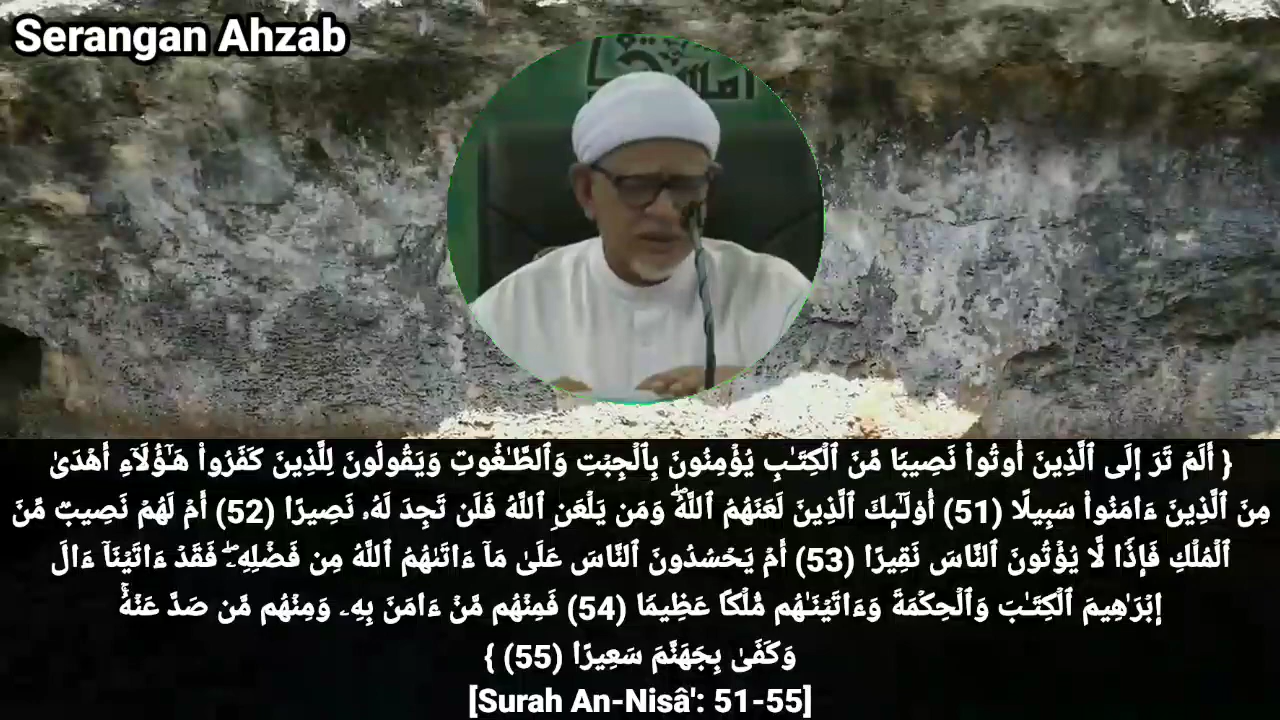 Serangan Ahzab
{ أَلَمۡ تَرَ إِلَى ٱلَّذِينَ أُوتُواْ نَصِيبٗا مِّنَ ٱلۡكِتَٰبِ يُؤۡمِنُونَ بِٱلۡجِبۡتِ وَٱلطَّٰغُوتِ وَيَقُولُونَ لِلَّذِينَ كَفَرُواْ هَٰٓؤُلَآءِ أَهۡدَىٰ
مِنَ ٱلَّذِينَ ءَامَنُواْ سَبِيلًا (51) أُوْلَٰٓئِكَ ٱلَّذِينَ لَعَنَهُمُ ٱللَّهُۖ وَمَن يَلۡعَنِ ٱللَّهُ فَلَن تَجِدَ لَهُۥ نَصِيرًا (52) أَمۡ لَهُمۡ نَصِيبٞ مِّنَ
ٱلۡمُلۡكِ فَإِذٗا لَّا يُؤۡتُونَ ٱلنَّاسَ نَقِيرًا (53) أَمۡ يَحۡسُدُونَ ٱلنَّاسَ عَلَىٰ مَآ ءَاتَىٰهُمُ ٱللَّهُ مِن فَضۡلِهِۦۖ فَقَدۡ ءَاتَيۡنَآ ءَالَ
إِبۡرَٰهِيمَ ٱلۡكِتَٰبَ وَٱلۡحِكۡمَةَ وَءَاتَيۡنَٰهُم مُّلۡكًا عَظِيمٗا (54) فَمِنۡهُم مَّنۡ ءَامَنَ بِهِۦ وَمِنۡهُم مَّن صَدَّ عَنۡهُۚ
وَكَفَىٰ بِجَهَنَّمَ سَعِيرًا (55) }
[Surah An-Nisâ': 51-55]